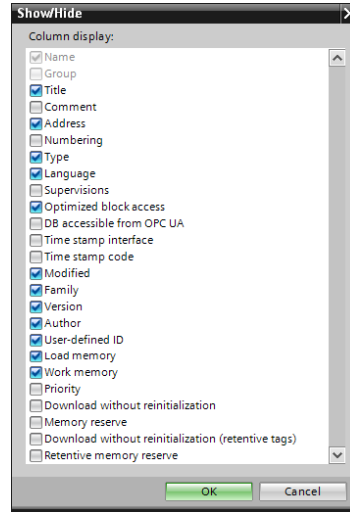 Show/Hide
Column display:
Name
Group
Title
Comment
Address
Numbering
Type
Language
Supervisions
Optimized block access
DB accessible from OPC UA
Time stamp interface
Time stamp code
Modified
Family
Version
Author
User-defined ID
Load memory
Work memory
Priority
Download without reinitialization
Memory reserve
Download without reinitialization (retentive tags)
Retentive memory reserve
OK Cancel